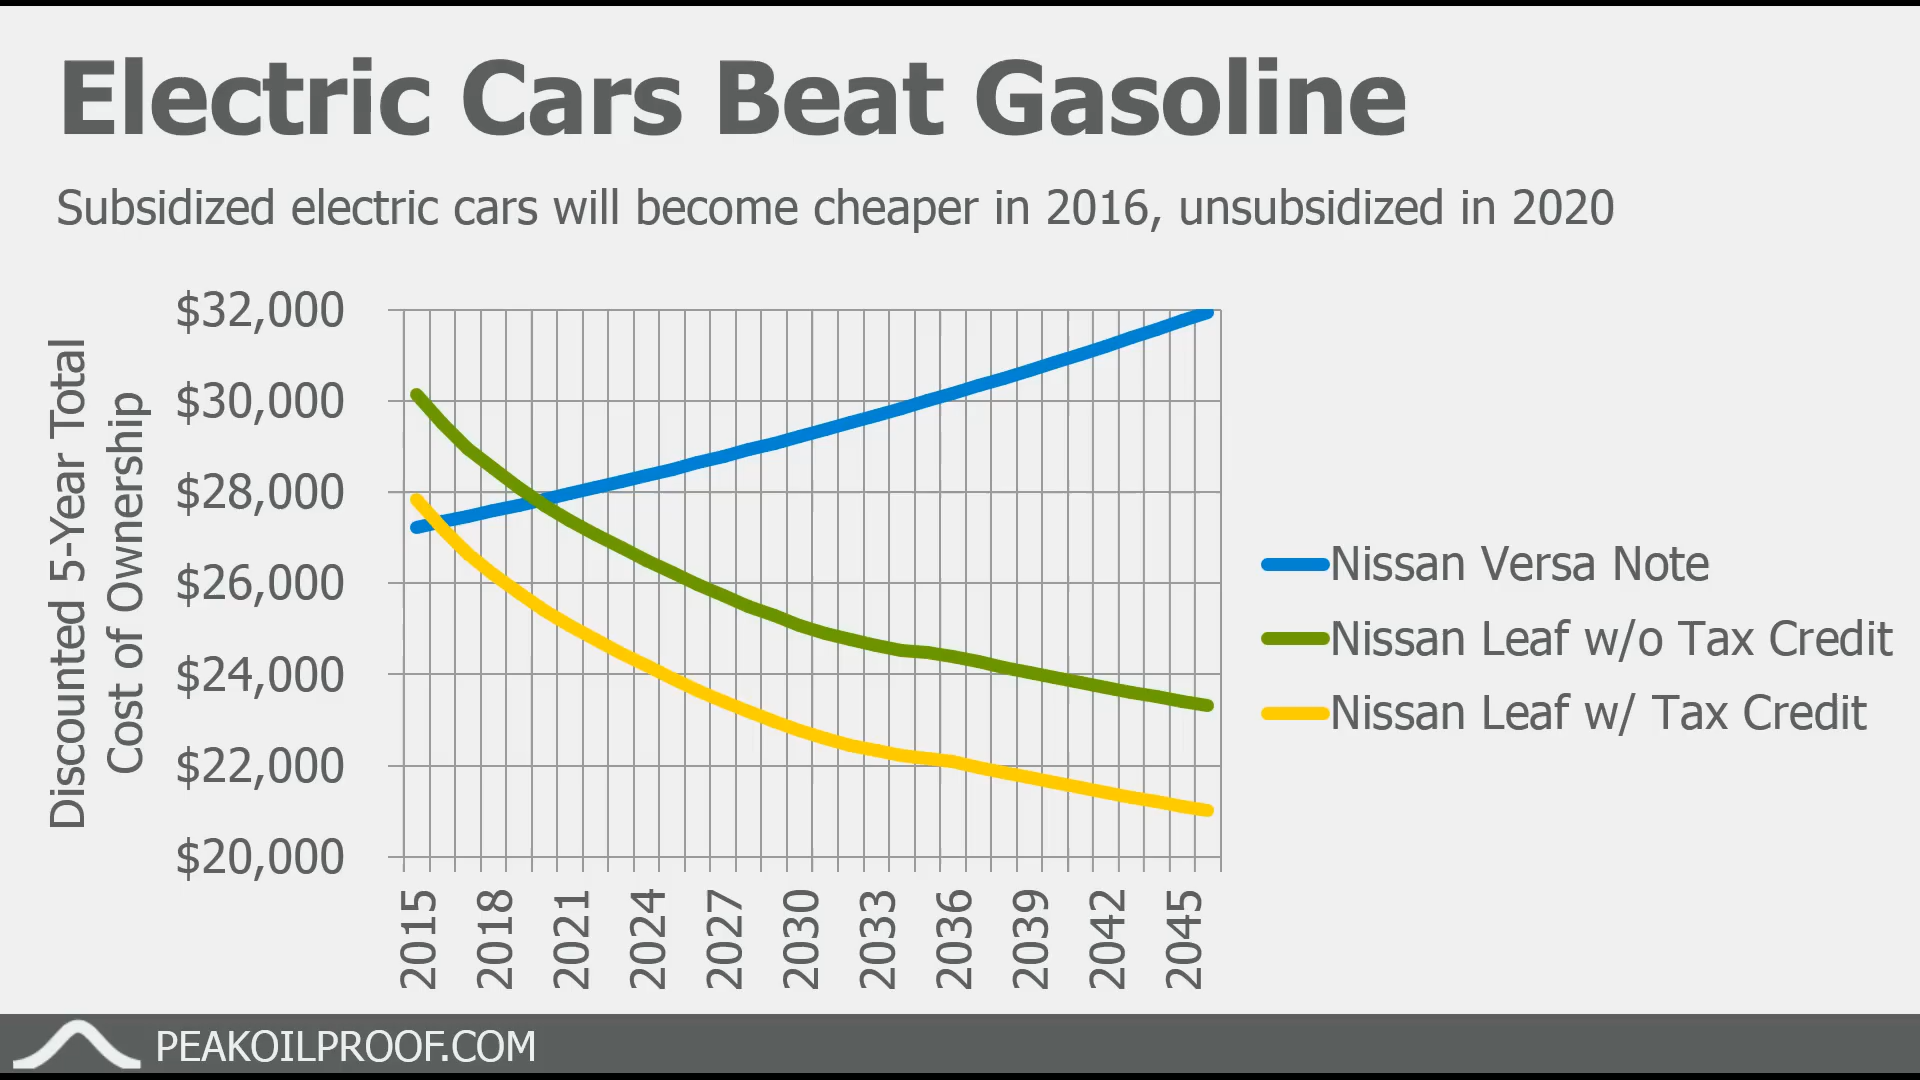 Electric Cars Beat Gasoline
Subsidized electric cars will become cheaper in 2016, unsubsidized in 2020
Discounted 5-Year Total
Cost of Ownership
$32,000
$30,000
$28,000
$26,000
$24,000
$22,000
$20,000
2015
2018
2021
2024
2027
2030
2033
2036
2039
2042
2045
Nissan Versa Note
Nissan Leaf w/o Tax Credit
Nissan Leaf w/ Tax Credit
PEAKOILPROOF.COM